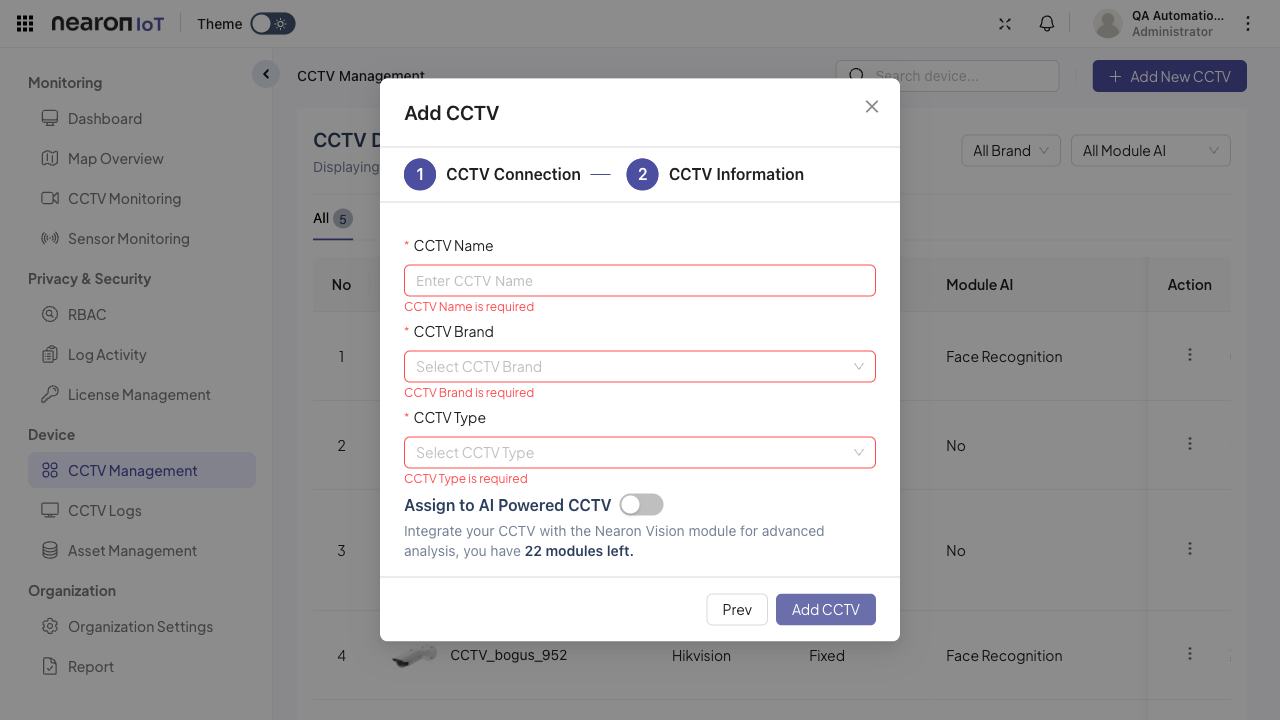 nearon IoT
Theme
QA Automatio...
Administrator
Monitoring
Dashboard
Map Overview
CCTV Monitoring
Sensor Monitoring
Privacy & Security
RBAC
Log Activity
License Management
Device
CCTV Management
CCTV Logs
Asset Management
Organization
Organization Settings
Report
CCTV Management
Search device...
Add New CCTV
CCTV D
Displaying
All Brand
All Module AI
All 5
No
Module AI
Action
1
Face Recognition
2
No
3
No
4
CCTV_bogus_952
Hikvision
Fixed
Face Recognition
Add CCTV
1 CCTV Connection
2 CCTV Information
* CCTV Name
Enter CCTV Name
CCTV Name is required
* CCTV Brand
Select CCTV Brand
CCTV Brand is required
* CCTV Type
Select CCTV Type
CCTV Type is required
Assign to AI Powered CCTV
Integrate your CCTV with the Nearon Vision module for advanced
analysis, you have 22 modules left.
Prev
Add CCTV